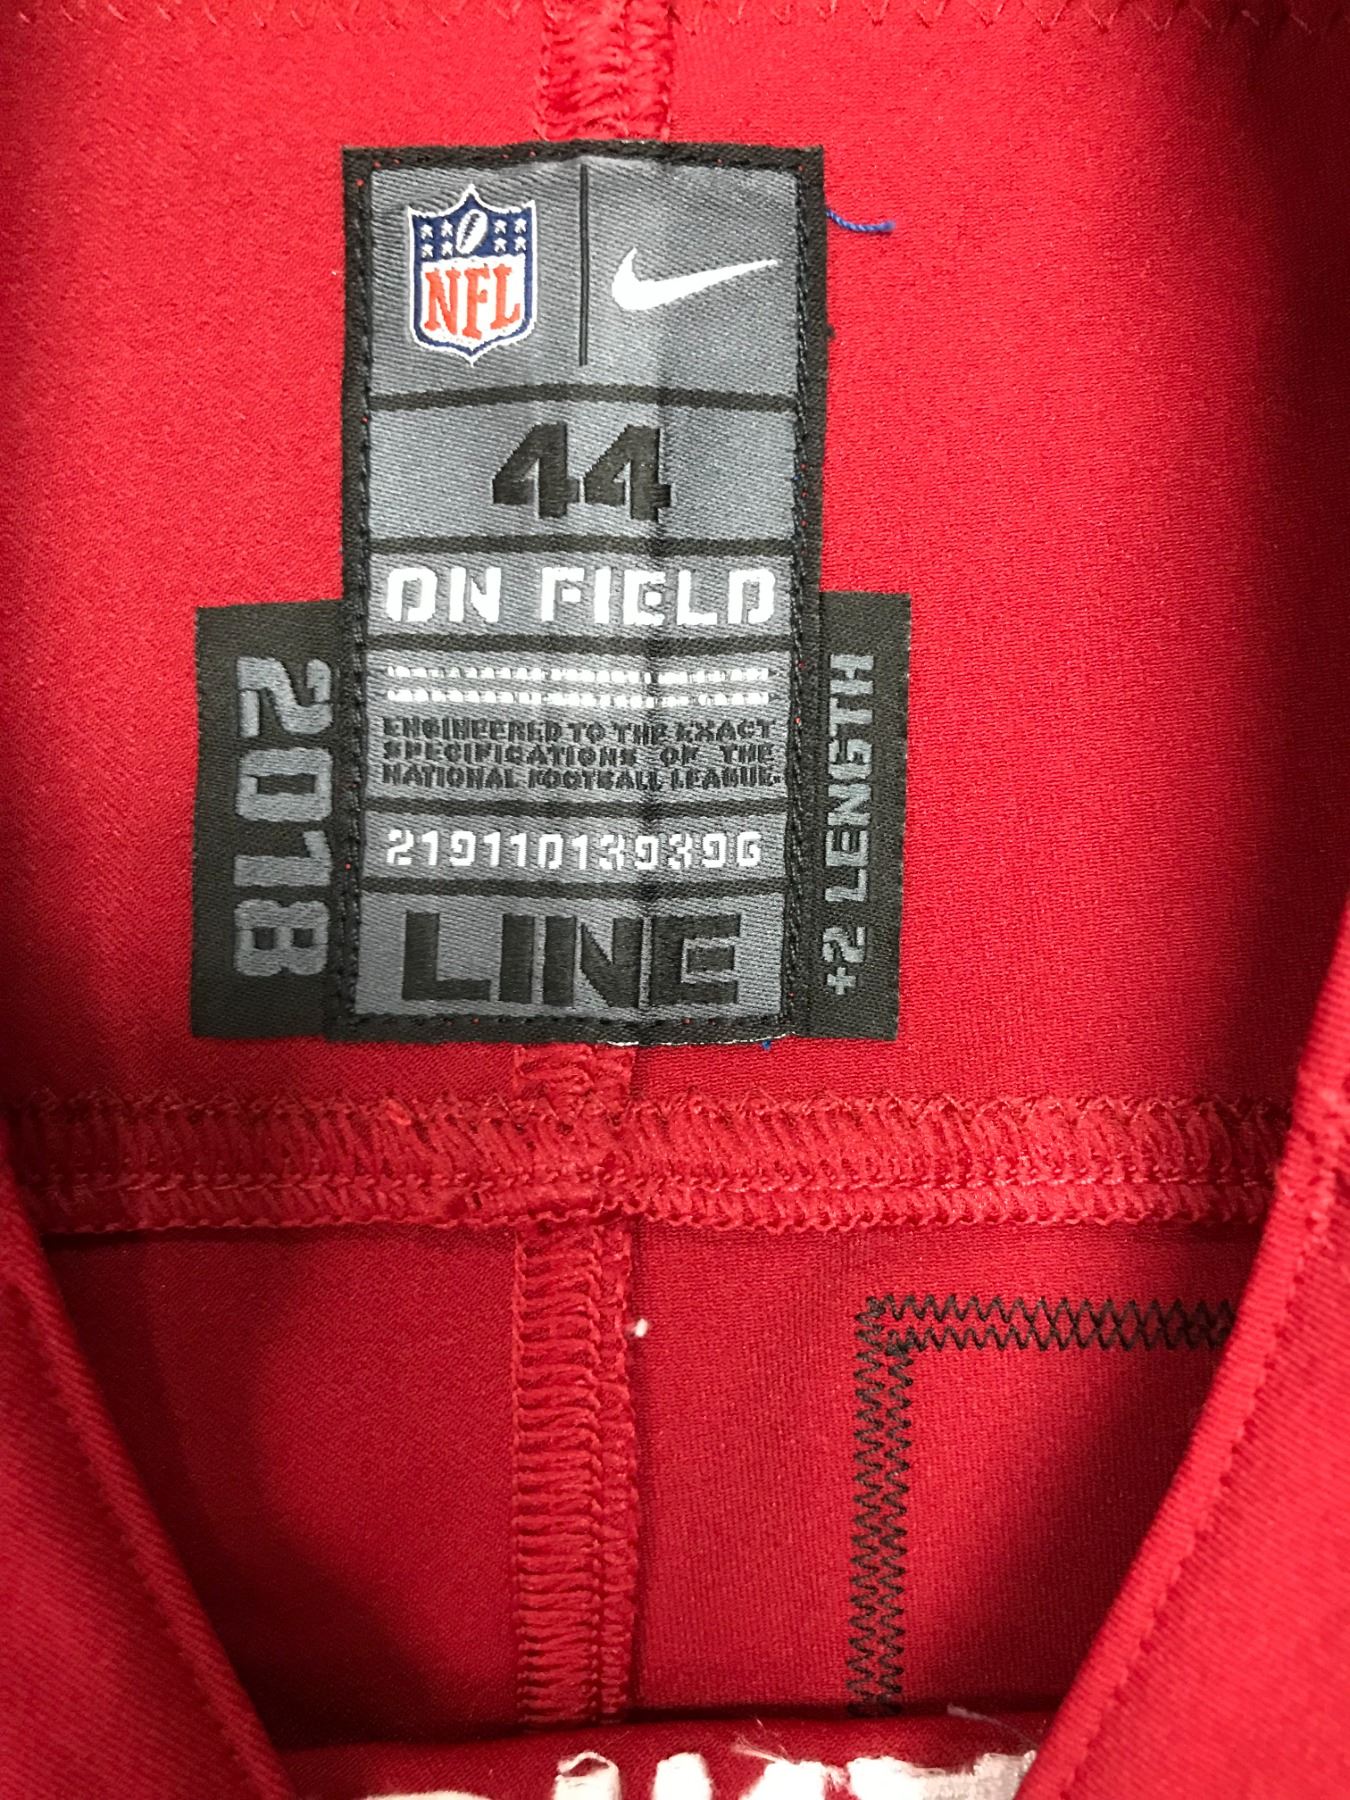 NFL
44
ON FIELD
ENGINEERED TO THE EXACT
SPECIFICATIONS OF THE
NATIONAL FOOTBALL LEAGUE.
219110139396
LINE
2018
+2 LENGTH